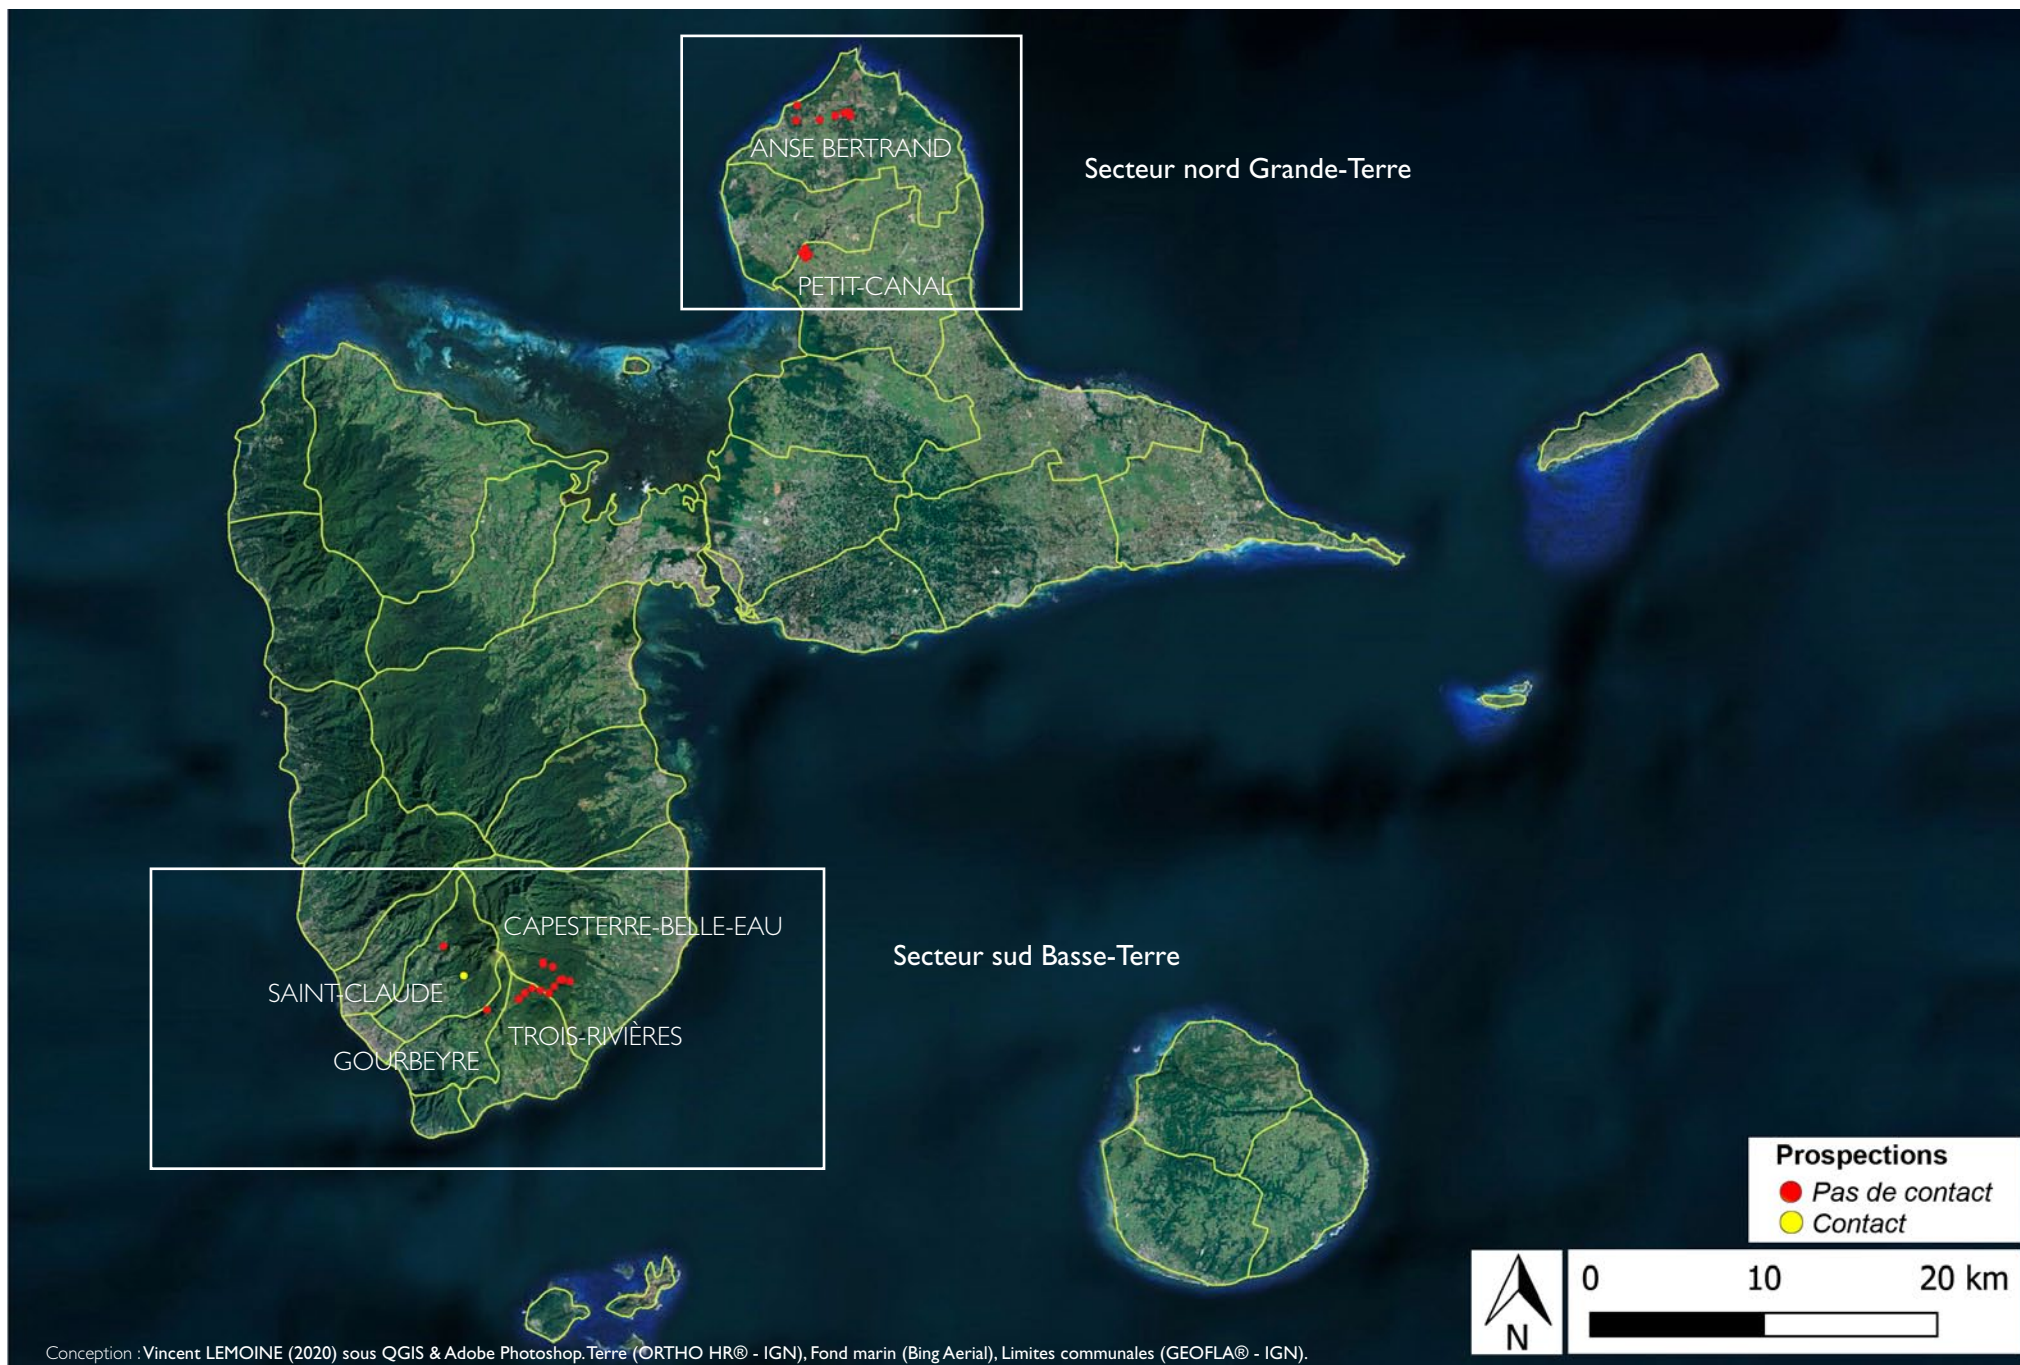 ANSE BERTRAND
Secteur nord Grande-Terre
PETIT-CANAL
CAPESTERRE-BELLE-EAU
Secteur sud Basse-Terre
SAINT-CLAUDE
TROIS-RIVIÈRES
GOURBEYRE
Prospections
Pas de contact
Contact
0 10 20 km
N
Conception : Vincent LEMOINE (2020) sous QGIS & Adobe Photoshop. Terre (ORTHO HR® - IGN), Fond marin (Bing Aerial), Limites communales (GEOFLA® - IGN).